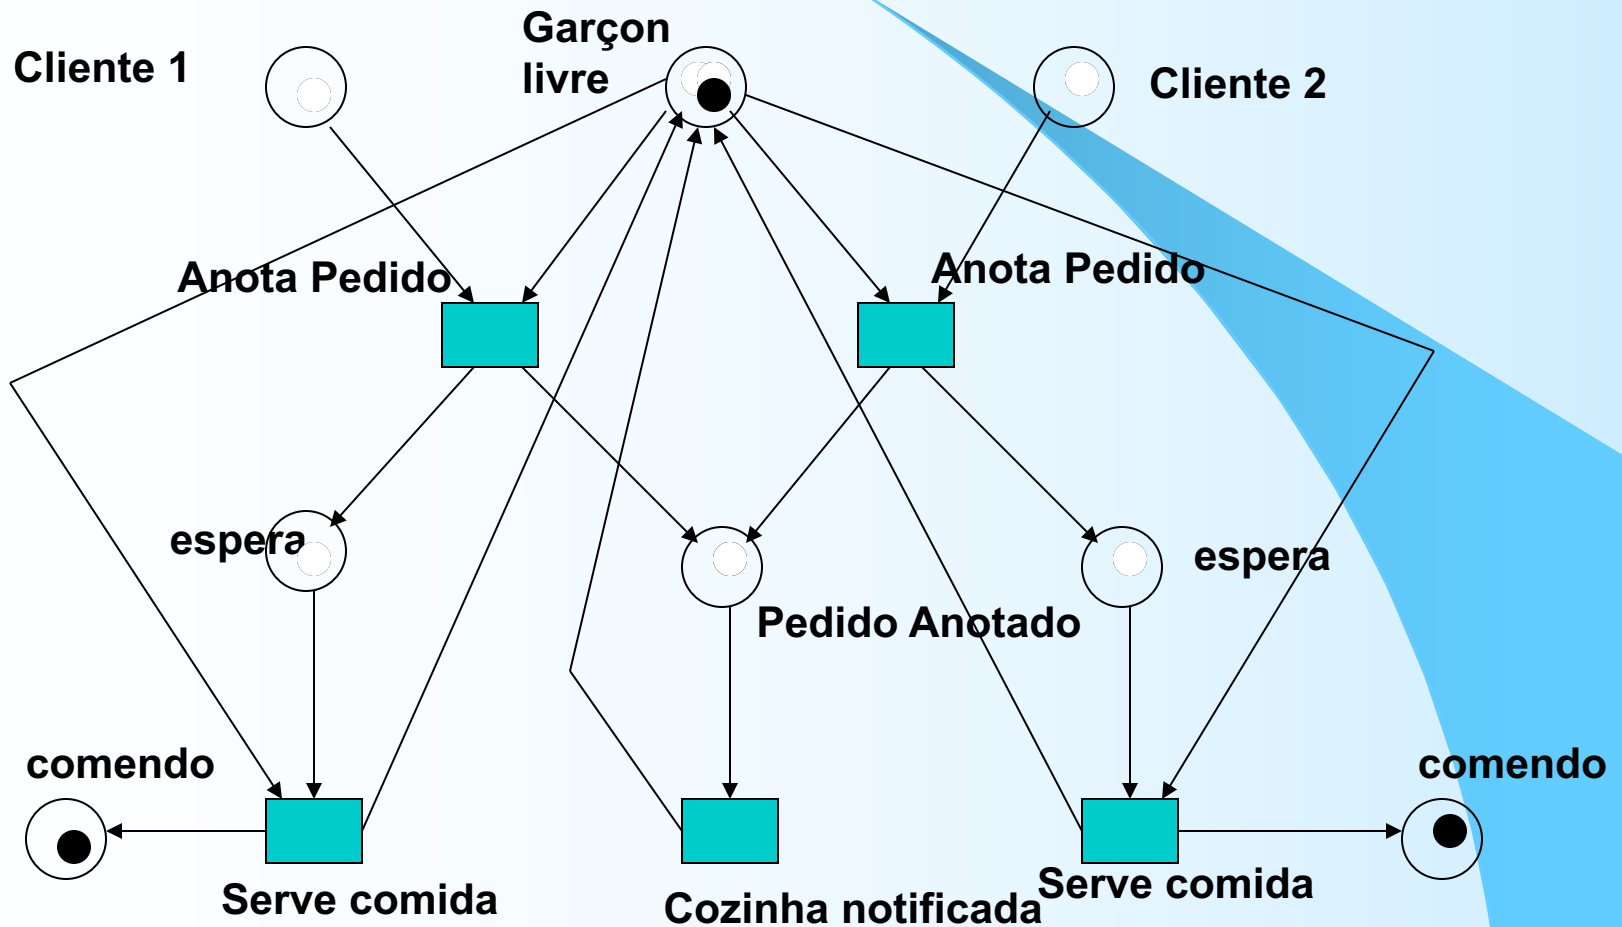 Garçon
livre
Cliente 1
Cliente 2
Anota Pedido
Anota Pedido
espera
espera
Pedido Anotado
comendo
comendo
Serve comida
Cozinha notificada
Serve comida